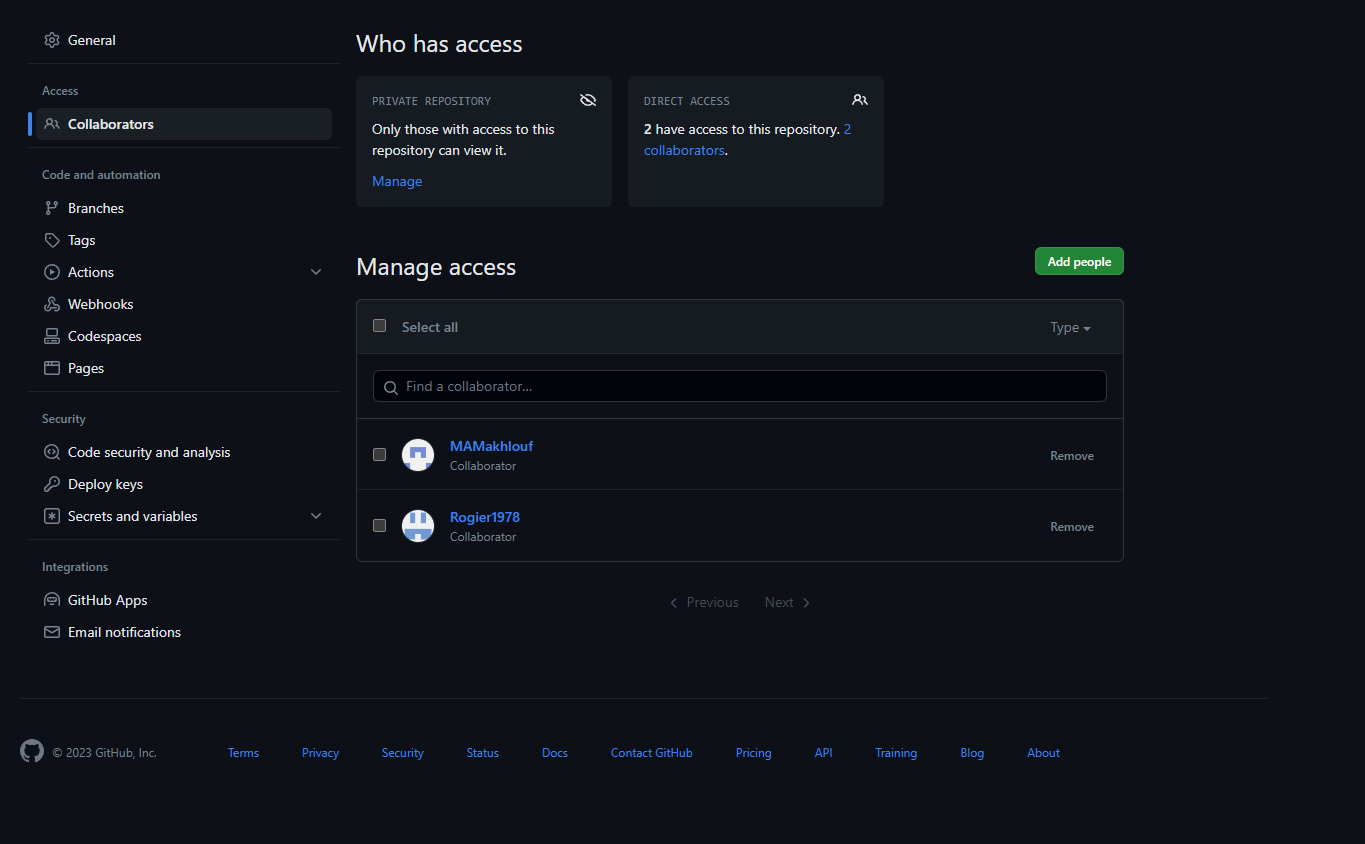 General
Access
Collaborators
Code and automation
Branches
Tags
Actions
Webhooks
Codespaces
Pages
Security
Code security and analysis
Deploy keys
Secrets and variables
Integrations
GitHub Apps
Email notifications
Who has access
PRIVATE REPOSITORY
Only those with access to this
repository can view it.
Manage
DIRECT ACCESS
2 have access to this repository. 2
collaborators.
Manage access
Add people
Select all
Type
Find a collaborator...
MAMakhlouf
Collaborator
Remove
Rogier1978
Collaborator
Remove
Previous Next
© 2023 GitHub, Inc. Terms Privacy Security Status Docs Contact GitHub Pricing API Training Blog About